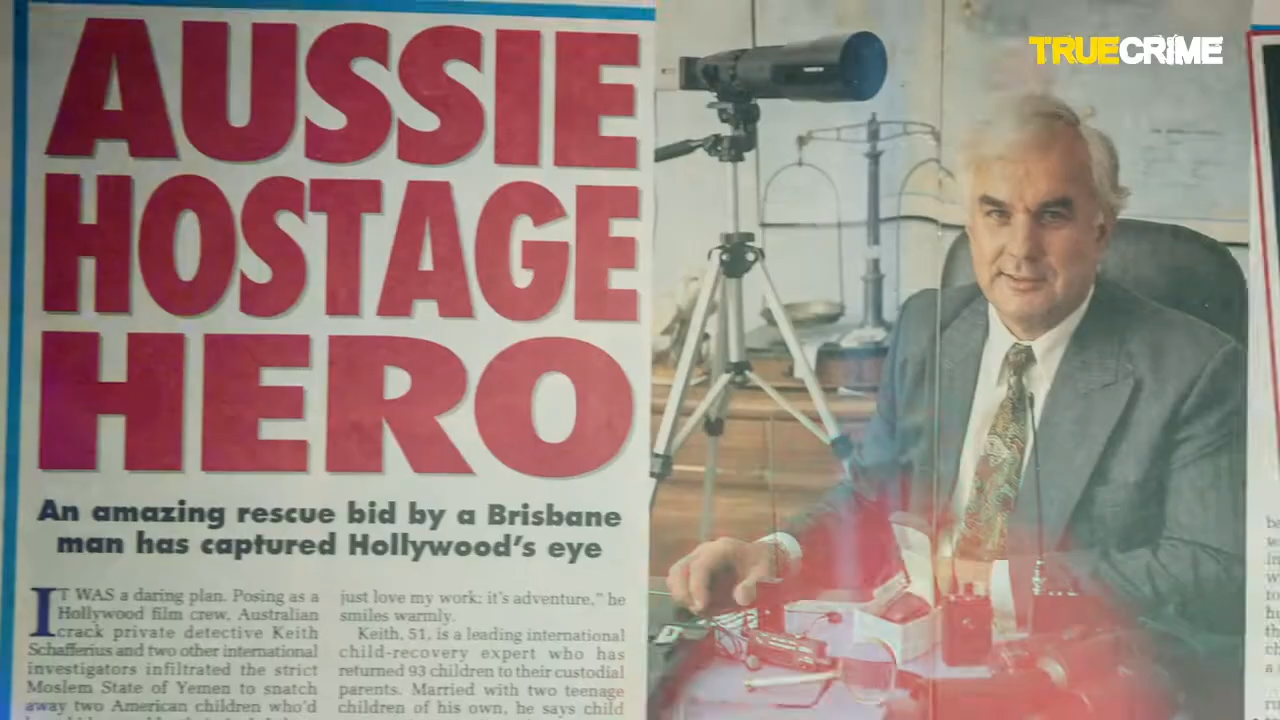 TRUECRIME
AUSSIE
HOSTAGE
HERO
An amazing rescue bid by a Brisbane
man has captured Hollywood's eye
IT WAS a daring plan. Posing as a
Hollywood film crew, Australian
crack private detective Keith
Schafferius and two other international
investigators infiltrated the strict
Moslem State of Yemen to snatch
away two American children who'd
just love my work: it's adventure," he
smiles warmly.
Keith, 51, is a leading international
child-recovery expert who has
returned 93 children to their custodial
parents. Married with two teenage
children of his own, he says child